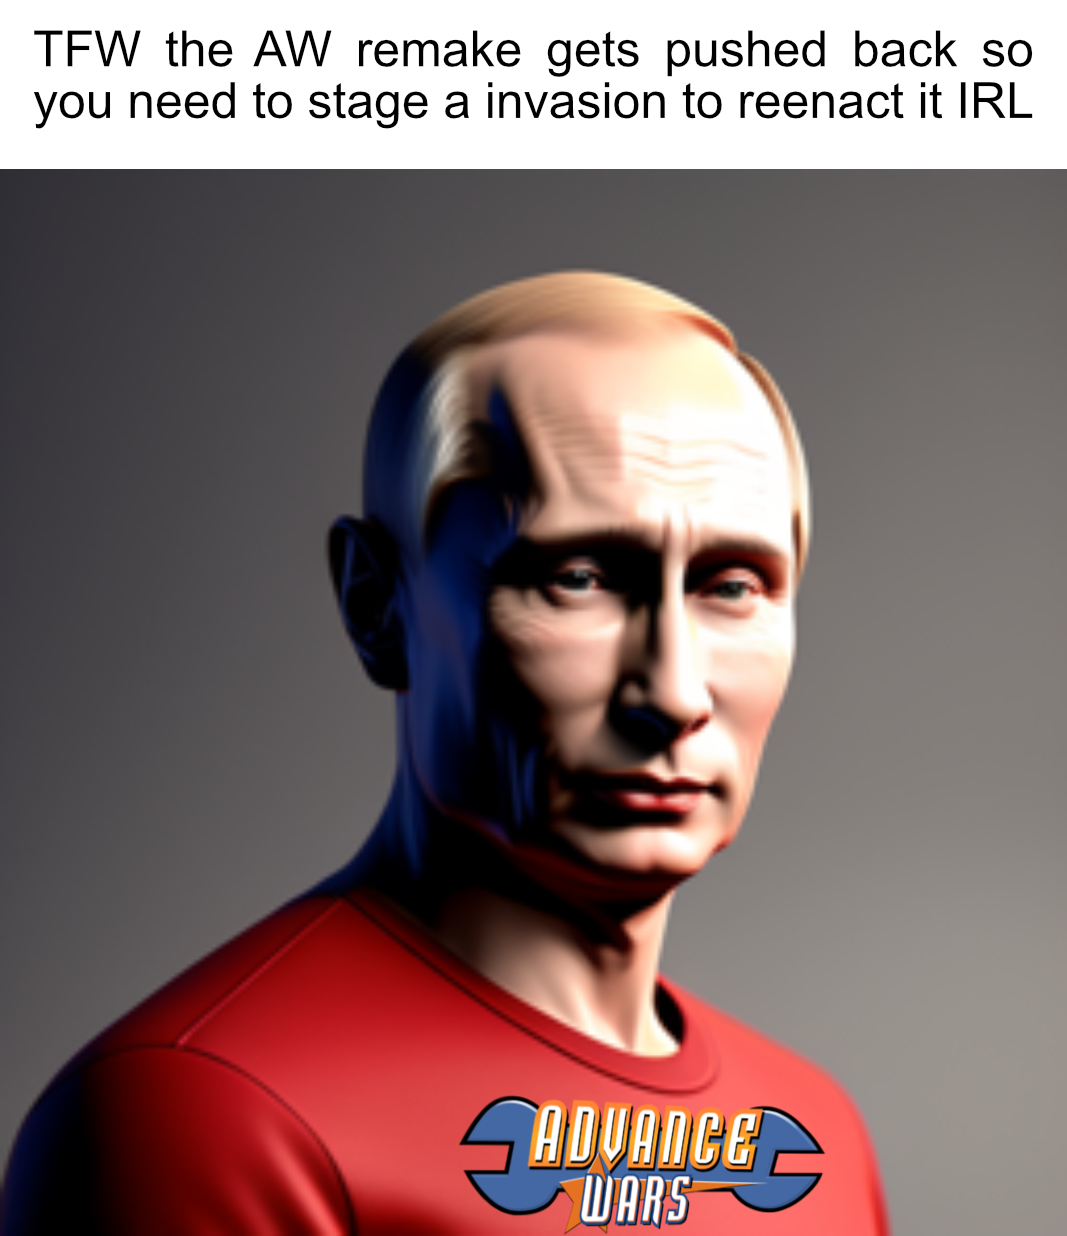 TFW the AW remake gets pushed back so
you need to stage a invasion to reenact it IRL
ADVANCE
WARS